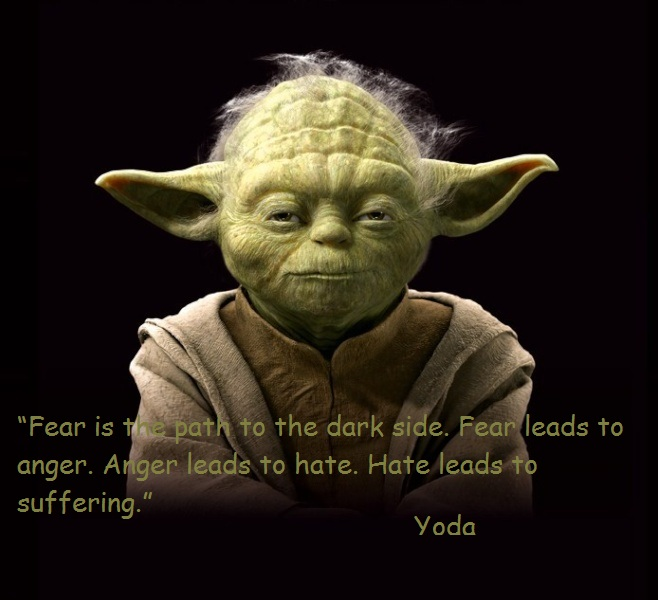 “Fear is the path to the dark side. Fear leads to
anger. Anger leads to hate. Hate leads to
suffering.”
Yoda